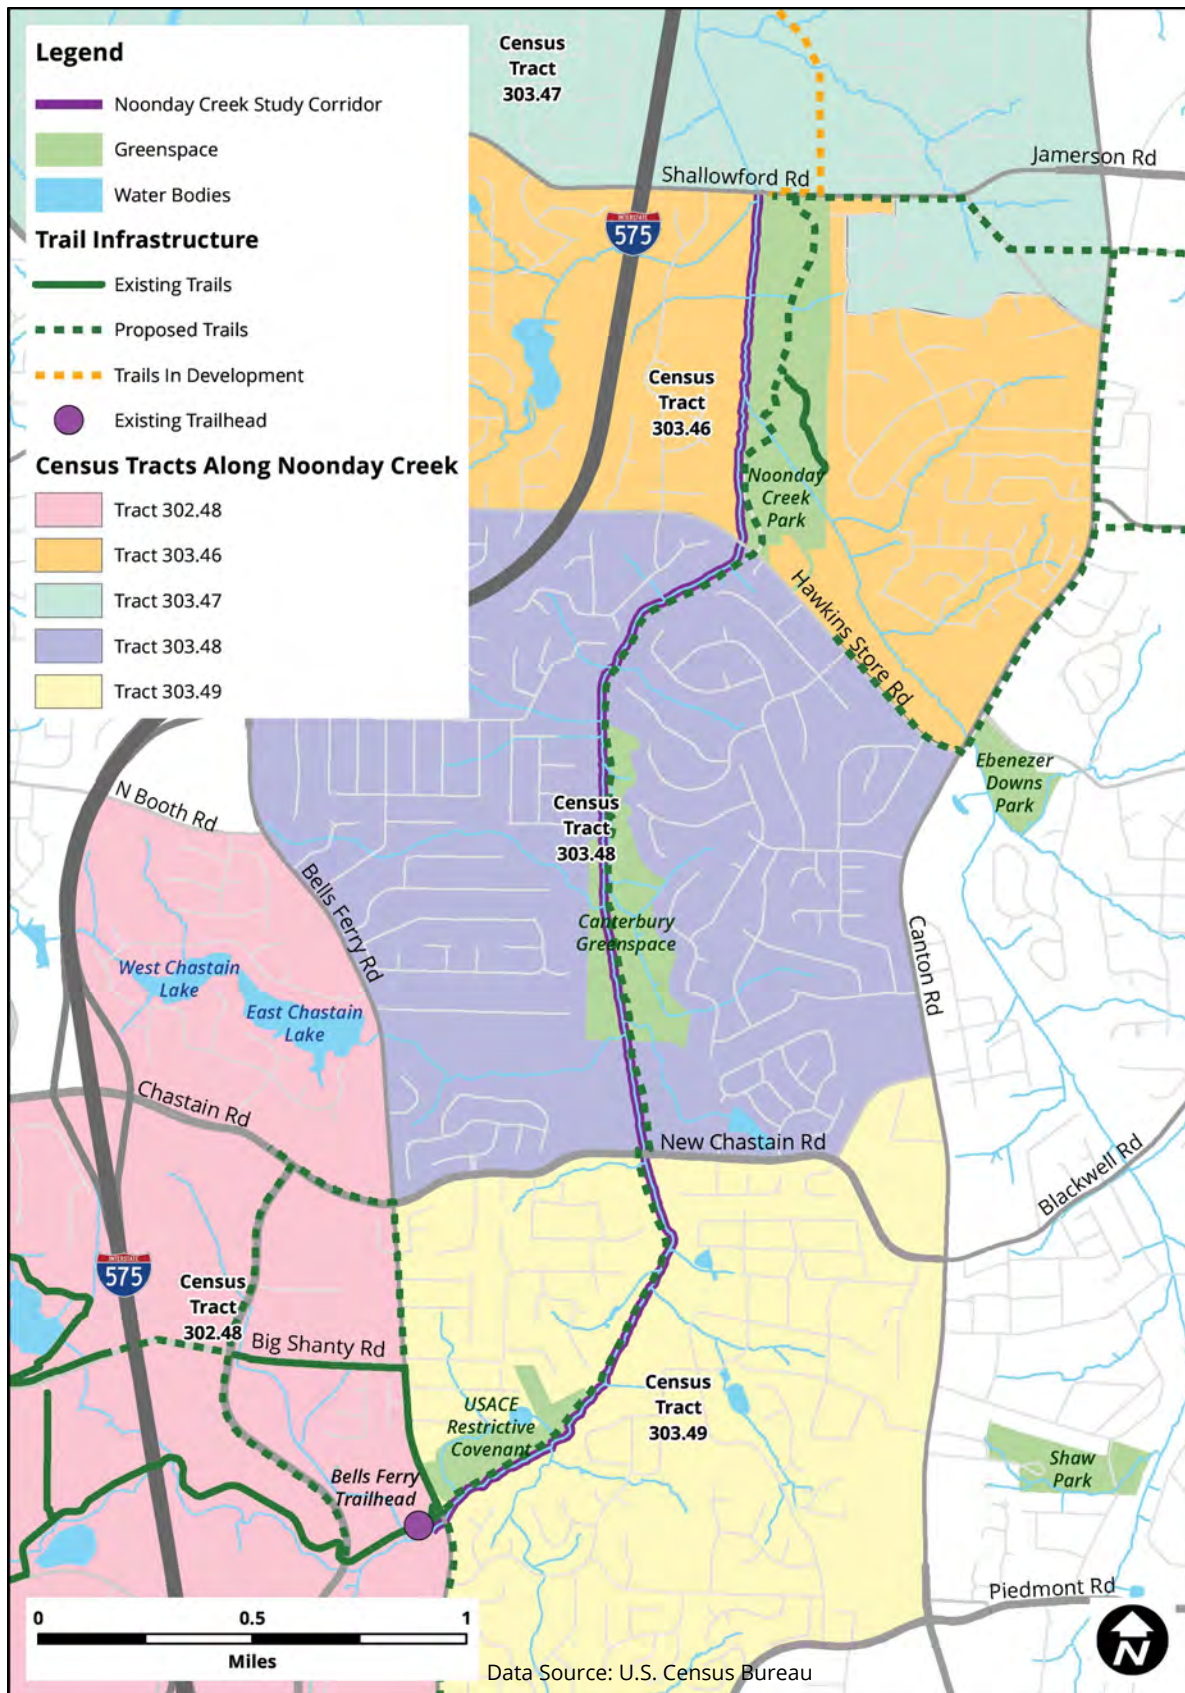 Legend
Noonday Creek Study Corridor
Greenspace
Water Bodies
Trail Infrastructure
Existing Trails
Proposed Trails
Trails In Development
Existing Trailhead
Census Tracts Along Noonday Creek
Tract 302.48
Tract 303.46
Tract 303.47
Tract 303.48
Tract 303.49
Census
Tract
303.47
Jamerson Rd
Shallowford Rd
INTERSTATE
575
Census
Tract
303.46
Noonday
Creek
Park
Hawkins Store Rd
Ebenezer
Downs
Park
N Booth Rd
Census
Tract
303.48
Bells Ferry Rd
Canterbury
Greenspace
Canton Rd
West Chastain
Lake
East Chastain
Lake
Chastain Rd
New Chastain Rd
Blackwell Rd
INTERSTATE
575
Census
Tract
302.48
Big Shanty Rd
Census
Tract
303.49
USACE
Restrictive
Covenant
Shaw
Park
Bells Ferry
Trailhead
Piedmont Rd
0 0.5 1
Miles
N
Data Source: U.S. Census Bureau